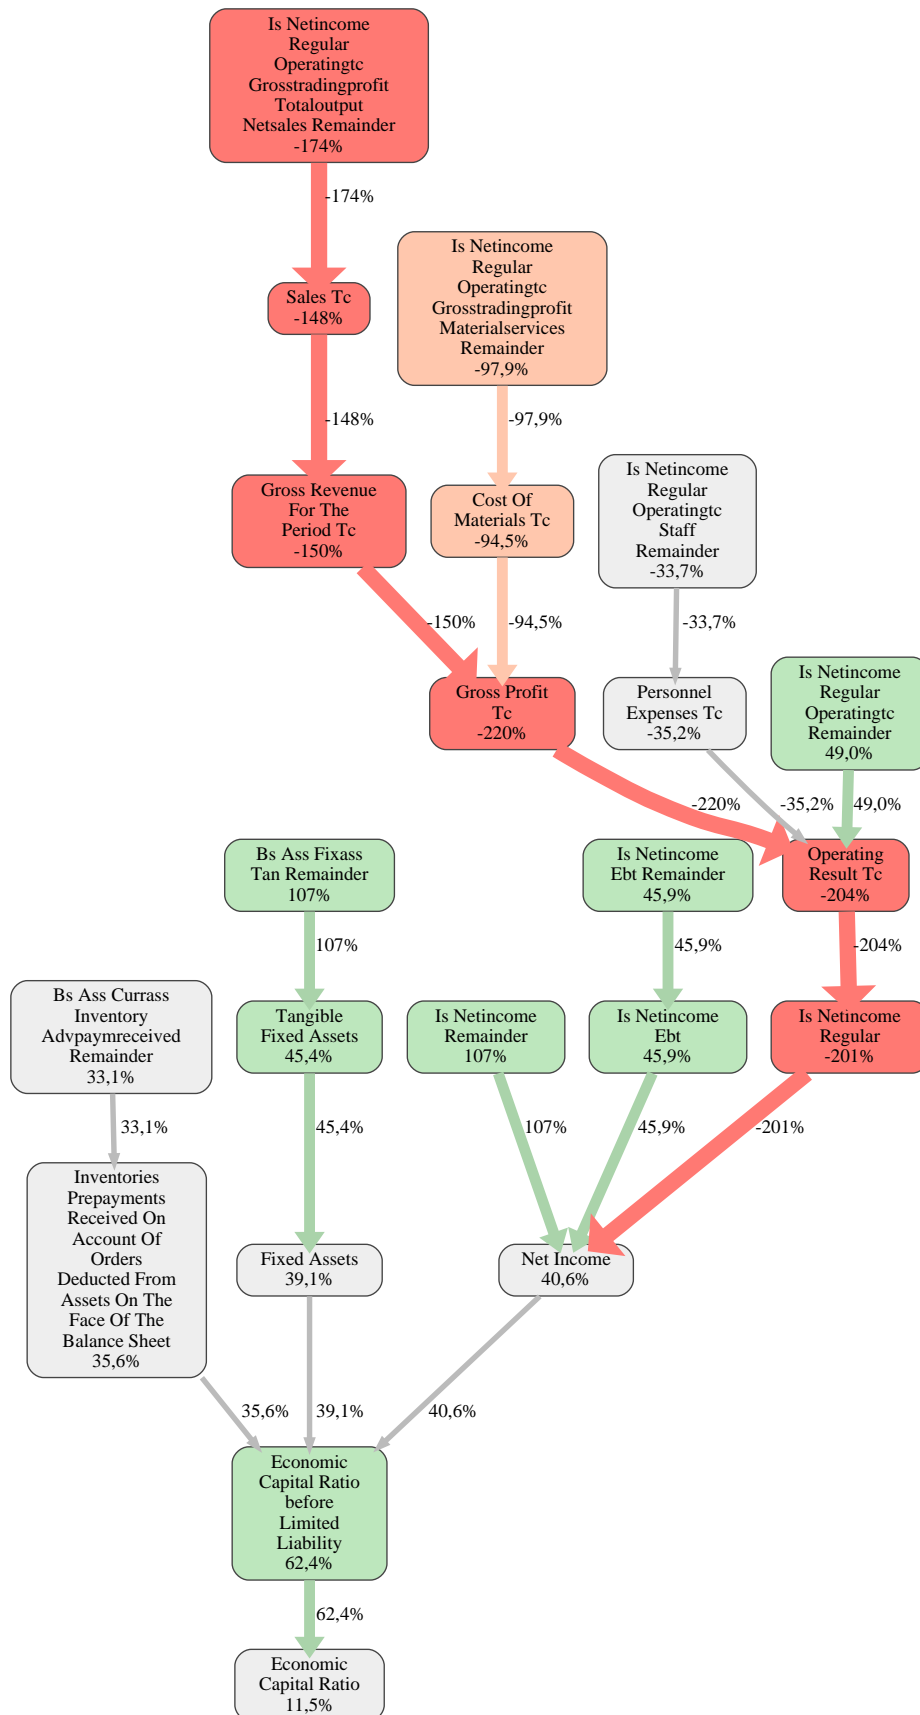 Is Netincome
Regular
Operatingtc
Grosstradingprofit
Totaloutput
Netsales Remainder
-174%
-174%
Sales Tc
-148%
Is Netincome
Regular
Operatingtc
Grosstradingprofit
Materialservices
Remainder
-97,9%
-148%
-97,9%
Gross Revenue
For The
Period Tc
-150%
Cost Of
Materials Tc
-94,5%
Is Netincome
Regular
Operatingtc
Staff
Remainder
-33,7%
-150%
-94,5%
-33,7%
Gross Profit
Tc
-220%
Personnel
Expenses Tc
-35,2%
Is Netincome
Regular
Operatingtc
Remainder
49,0%
-220%
-35,2%
49,0%
Bs Ass Fixass
Tan Remainder
107%
Is Netincome
Ebt Remainder
45,9%
Operating
Result Tc
-204%
107%
45,9%
-204%
Bs Ass Currass
Inventory
Advpaymreceived
Remainder
33,1%
Tangible
Fixed Assets
45,4%
Is Netincome
Remainder
107%
Is Netincome
Ebt
45,9%
Is Netincome
Regular
-201%
33,1%
45,4%
107%
45,9%
-201%
Inventories
Prepayments
Received On
Account Of
Orders
Deducted From
Assets On The
Face Of The
Balance Sheet
35,6%
Fixed Assets
39,1%
Net Income
40,6%
35,6%
39,1%
40,6%
Economic
Capital Ratio
before
Limited
Liability
62,4%
62,4%
Economic
Capital Ratio
11,5%